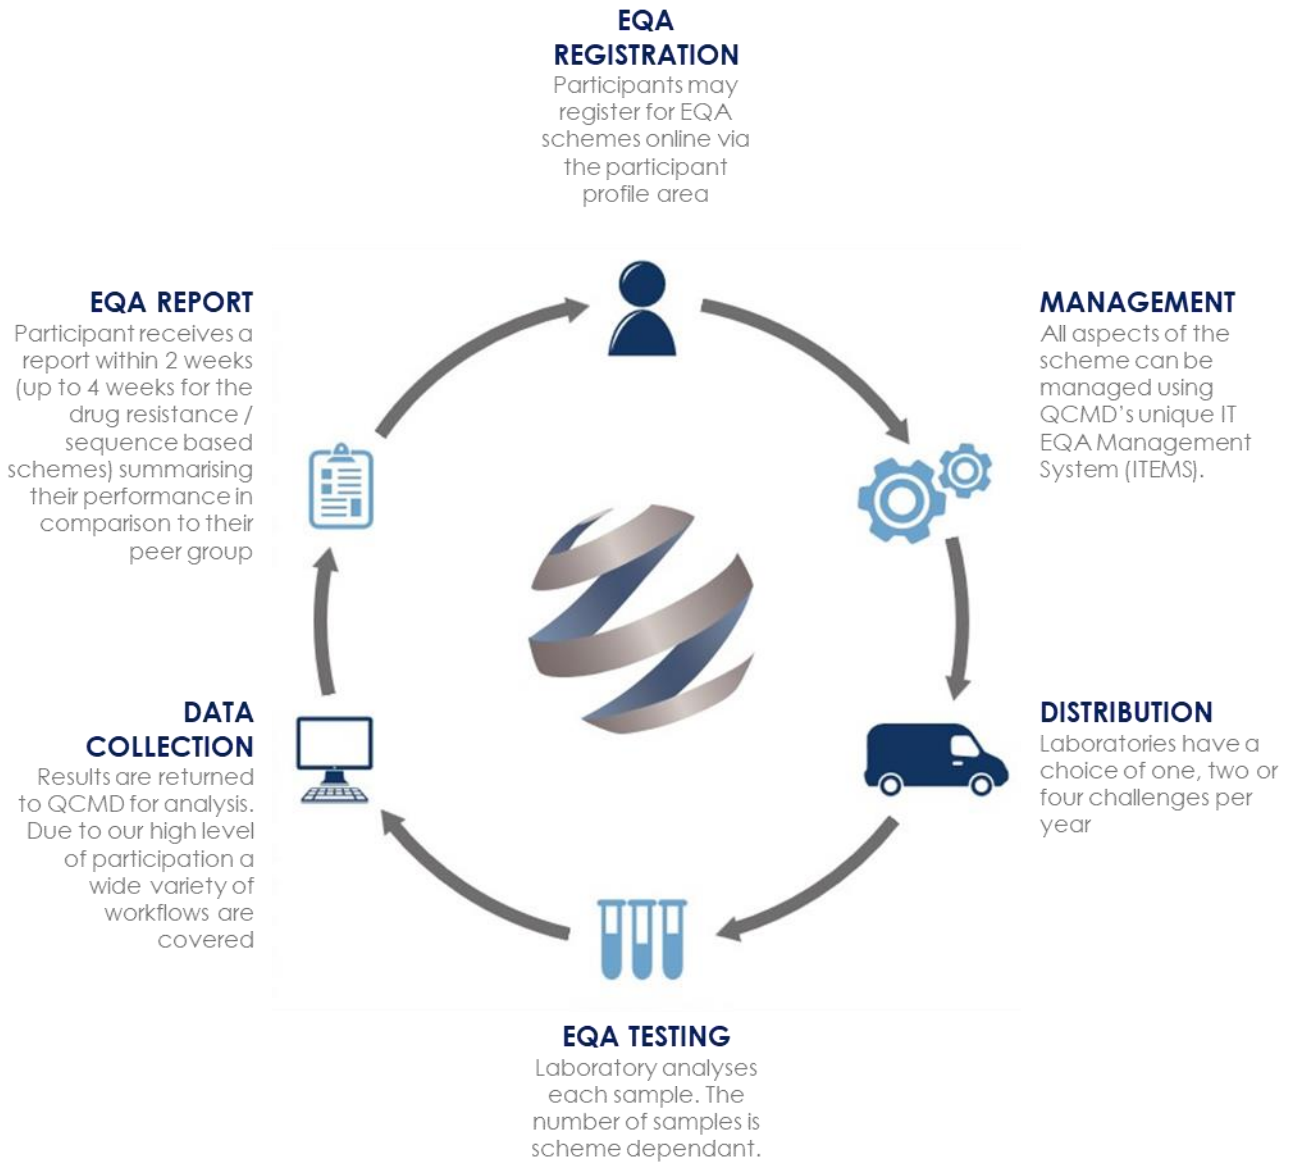 EQA
REGISTRATION
Participants may
register for EQA
schemes online via
the participant
profile area
MANAGEMENT
All aspects of the
scheme can be
managed using
QCMD's unique IT
EQA Management
System (ITEMS).
DISTRIBUTION
Laboratories have a
choice of one, two or
four challenges per
year
EQA TESTING
Laboratory analyses
each sample. The
number of samples is
scheme dependant.
DATA
COLLECTION
Results are returned
to QCMD for analysis.
Due to our high level
of participation a
wide variety of
workflows are
covered
EQA REPORT
Participant receives a
report within 2 weeks
(up to 4 weeks for the
drug resistance /
sequence based
schemes) summarising
their performance in
comparison to their
peer group